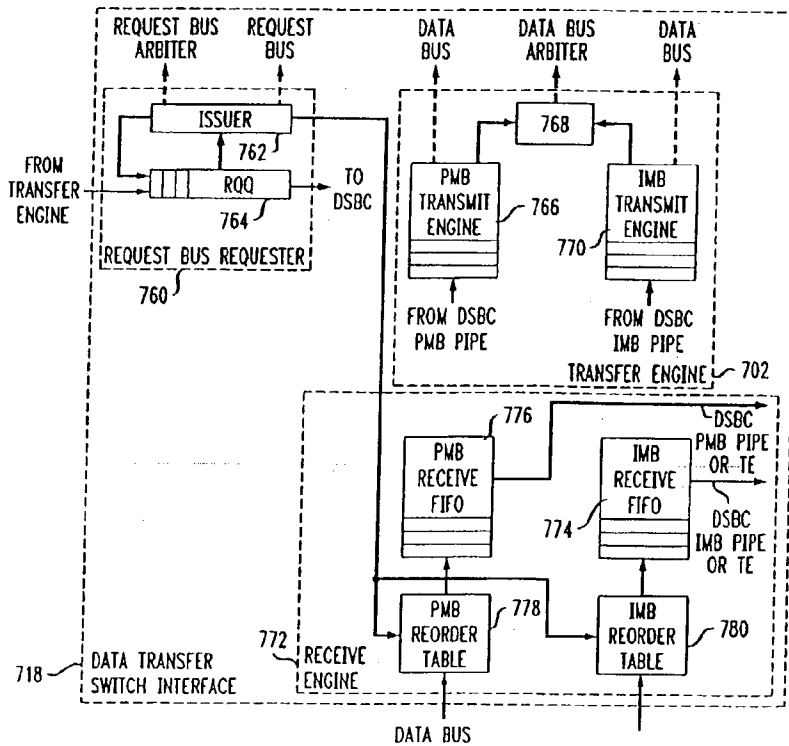 REQUEST BUS
ARBITER
REQUEST
BUS
DATA
BUS
DATA BUS
ARBITER
DATA
BUS
ISSUER
762
768
FROM
TRANSFER
ENGINE
RQQ
764
TO
DSBC
REQUEST BUS REQUESTER
760
PMB
TRANSMIT
ENGINE
766
IMB
TRANSMIT
ENGINE
770
FROM DSBC
PMB PIPE
FROM DSBC
IMB PIPE
TRANSFER ENGINE
702
776
PMB
RECEIVE
FIFO
IMB
RECEIVE
FIFO
774
DSBC
PMB PIPE
OR TE
DSBC
IMB PIPE
OR TE
PMB
REORDER
TABLE
778
IMB
REORDER
TABLE
780
772
RECEIVE
ENGINE
718
DATA TRANSFER
SWITCH INTERFACE
DATA BUS